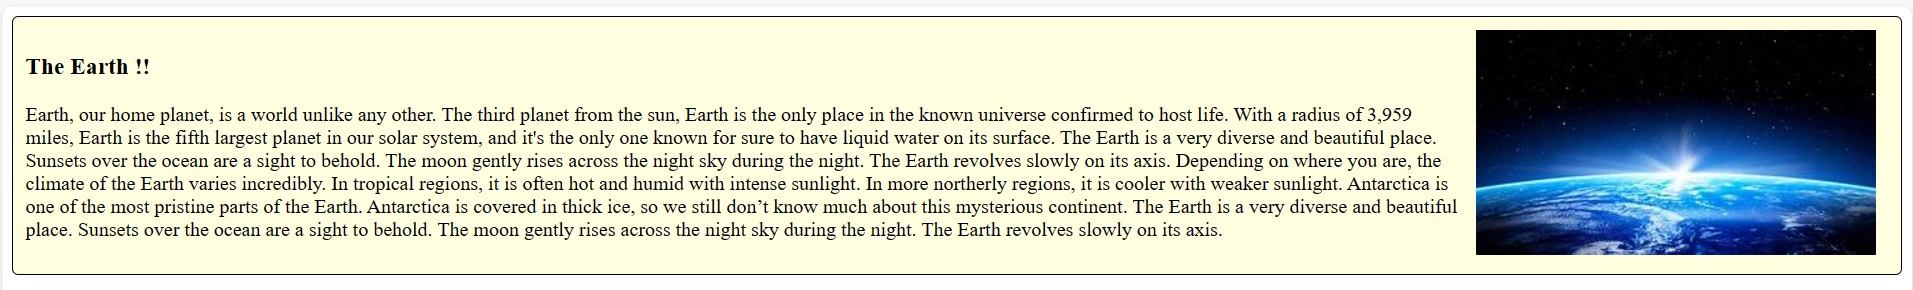 The Earth !!
Earth, our home planet, is a world unlike any other. The third planet from the sun, Earth is the only place in the known universe confirmed to host life. With a radius of 3,959
miles, Earth is the fifth largest planet in our solar system, and it's the only one known for sure to have liquid water on its surface. The Earth is a very diverse and beautiful place.
Sunsets over the ocean are a sight to behold. The moon gently rises across the night sky during the night. The Earth revolves slowly on its axis. Depending on where you are, the
climate of the Earth varies incredibly. In tropical regions, it is often hot and humid with intense sunlight. In more northerly regions, it is cooler with weaker sunlight. Antarctica is
one of the most pristine parts of the Earth. Antarctica is covered in thick ice, so we still don’t know much about this mysterious continent. The Earth is a very diverse and beautiful
place. Sunsets over the ocean are a sight to behold. The moon gently rises across the night sky during the night. The Earth revolves slowly on its axis.